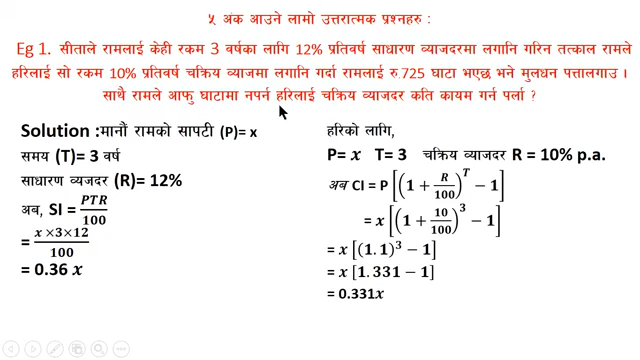 ५ अंक आउने लामो उत्तरात्मक प्रश्नहरु :
Eg 1. सीताले रामलाई केही रकम 3 वर्षका लागि 12% प्रतिवर्ष साधारण व्याजदरमा लगानि गरिन तत्काल रामले
हरिलाई सो रकम 10% प्रतिवर्ष चक्रिय व्याजमा लगानि गर्दा रामलाई रु.725 घाटा भएछ भने मुलधन पत्तालगाउ ।
साथै रामले आफु घाटामा नपर्न हरिलाई चक्रिय व्याजदर कति कायम गर्न पर्ला ?
Solution :मानौं रामको सापटी (P)= x
समय (T)= 3 वर्ष
साधारण व्यजदर (R)= 12%
अब, SI = PTR/100
= x ×3 ×12/100
= 0.36 x
हरिको लागि,
P= x T= 3 चक्रिय व्याजदर R = 10% p.a.
अब CI = P [(1 + R/100)^T − 1]
= x [(1 + 10/100)^3 − 1]
= x [(1.1)^3 − 1]
= x [1.331 − 1]
= 0.331x